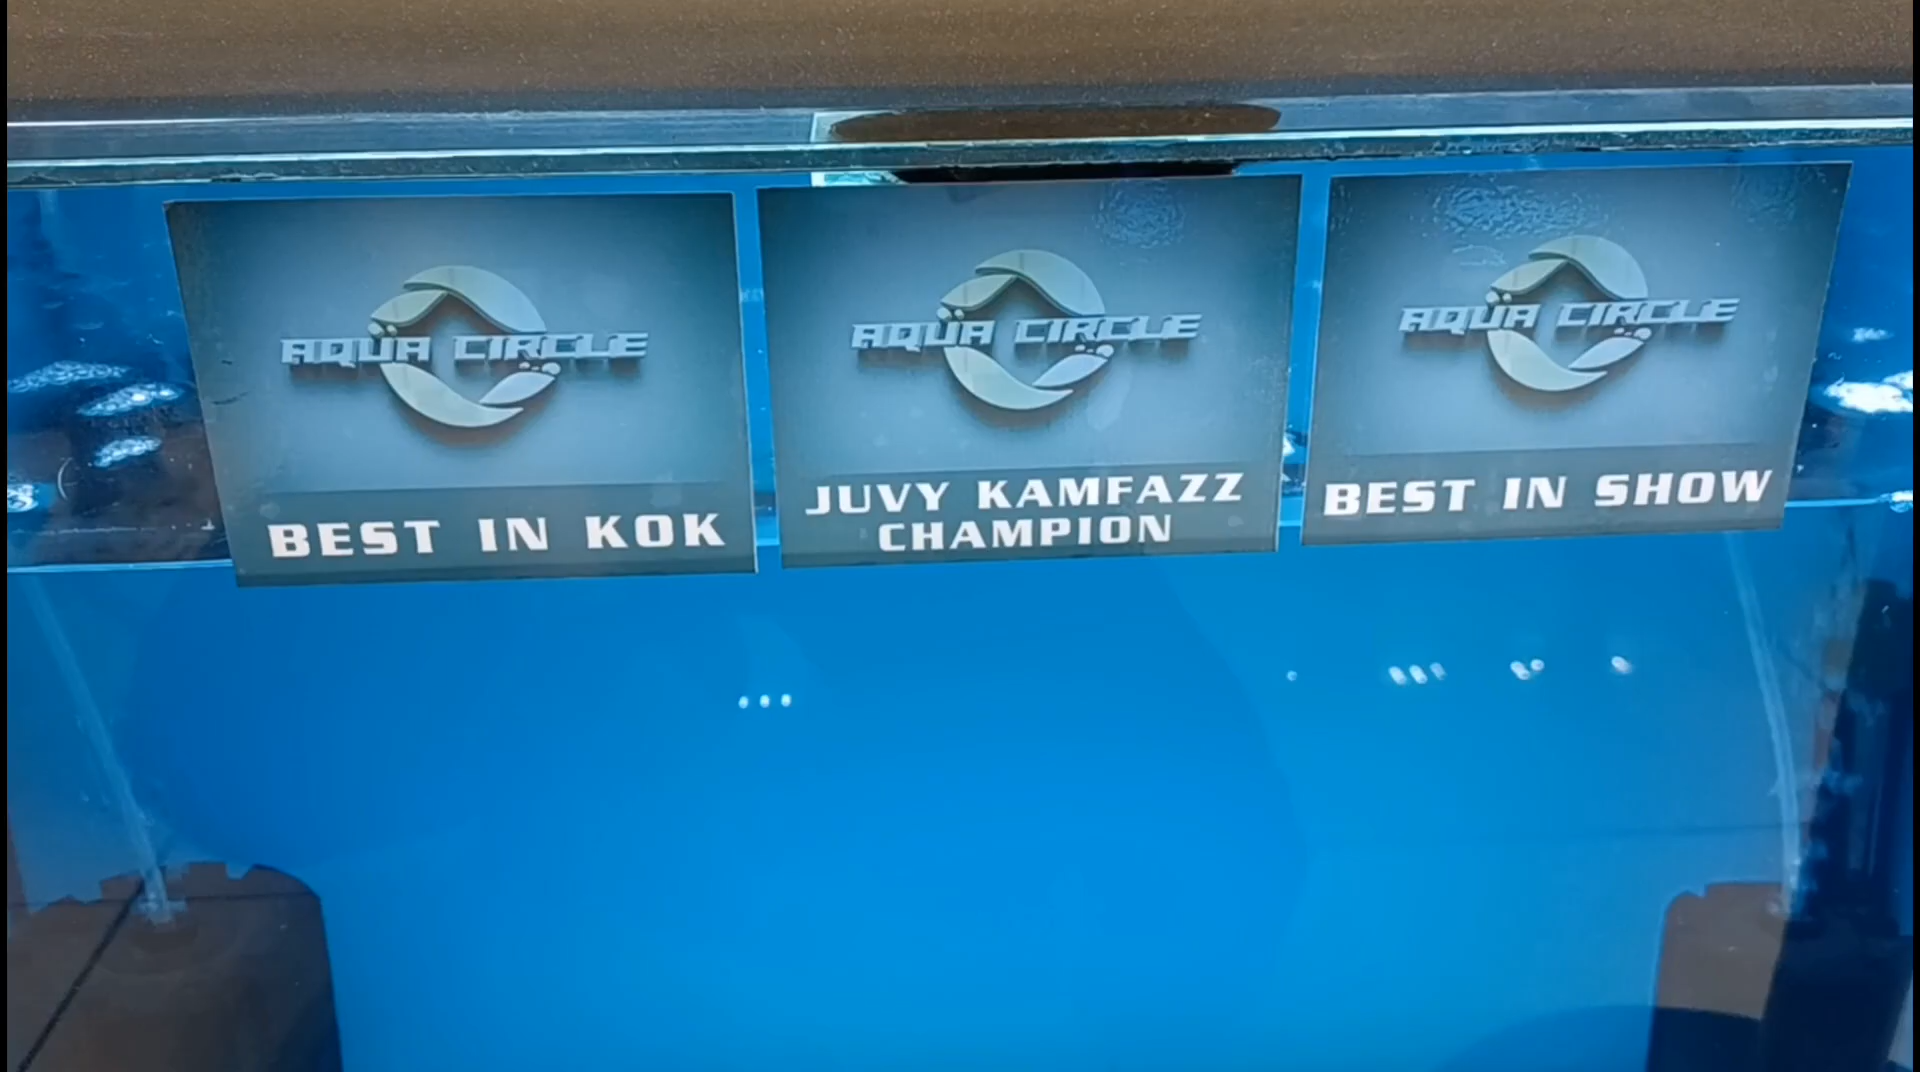 AQUA CIRCLE
BEST IN KOK
AQUA CIRCLE
JUVY KAMFAZZ
CHAMPION
AQUA CIRCLE
BEST IN SHOW